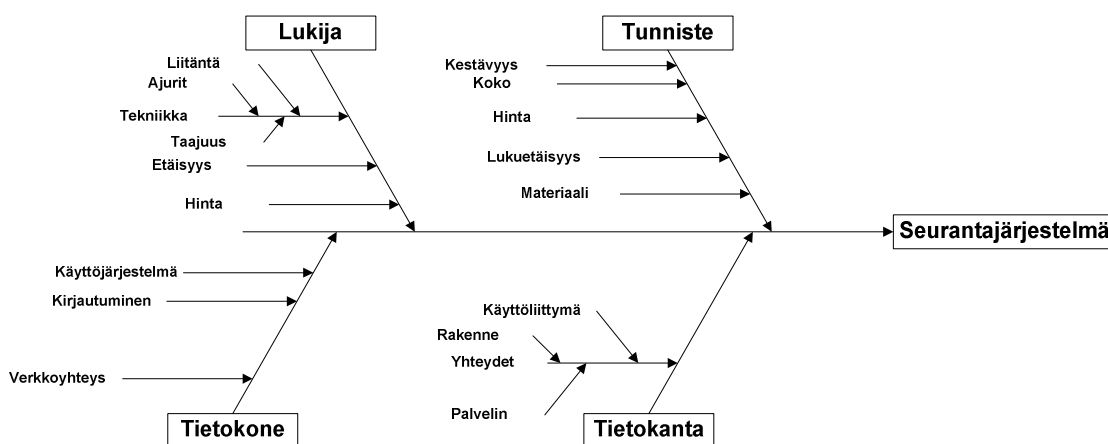 Lukija
Tunniste
Liitäntä
Ajurit
Tekniikka
Taajuus
Etäisyys
Hinta
Kestävyys
Koko
Hinta
Lukuetäisyys
Materiaali
Seurantajärjestelmä
Käyttöjärjestelmä
Kirjautuminen
Verkkoyhteys
Tietokone
Käyttöliittymä
Rakenne
Yhteydet
Palvelin
Tietokanta